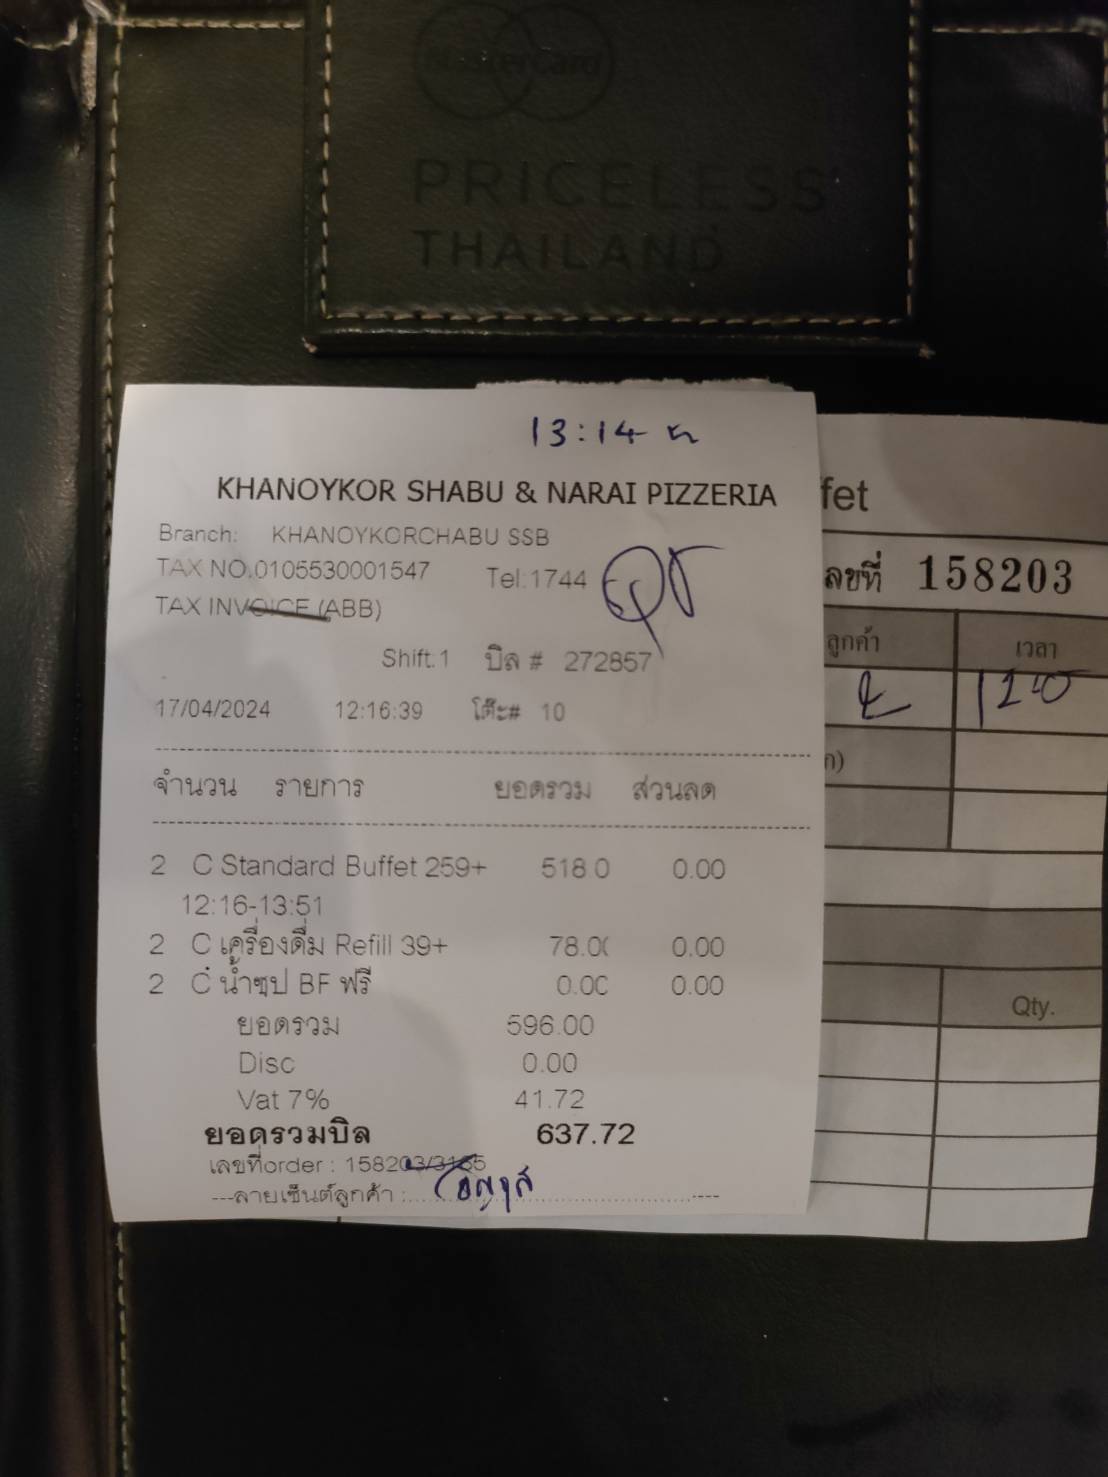 MasterCard
PRICELESS
THAILAND
13:14 น
KHANOYKOR SHABU & NARAI PIZZERIA
Branch: KHANOYKORCHABU SSB
TAX NO.0105530001547 Tel:1744
TAX INVOICE (ABB)
Shift.1 บิล # 272857
17/04/2024 12:16:39 โต๊ะ# 10
จำนวน รายการ ยอดรวม ส่วนลด
2 C Standard Buffet 259+ 518.0 0.00
12:16-13:51
2 C เครื่องดื่ม Refill 39+ 78.00 0.00
2 C น้ำซุป BF ฟรี 0.00 0.00
ยอดรวม 596.00
Disc 0.00
Vat 7% 41.72
ยอดรวมบิล 637.72
เลขที่order : 158203/3165
---ลายเซ็นต์ลูกค้า :
fet
ลขที่ 158203
ลูกค้า เวลา
Qty.